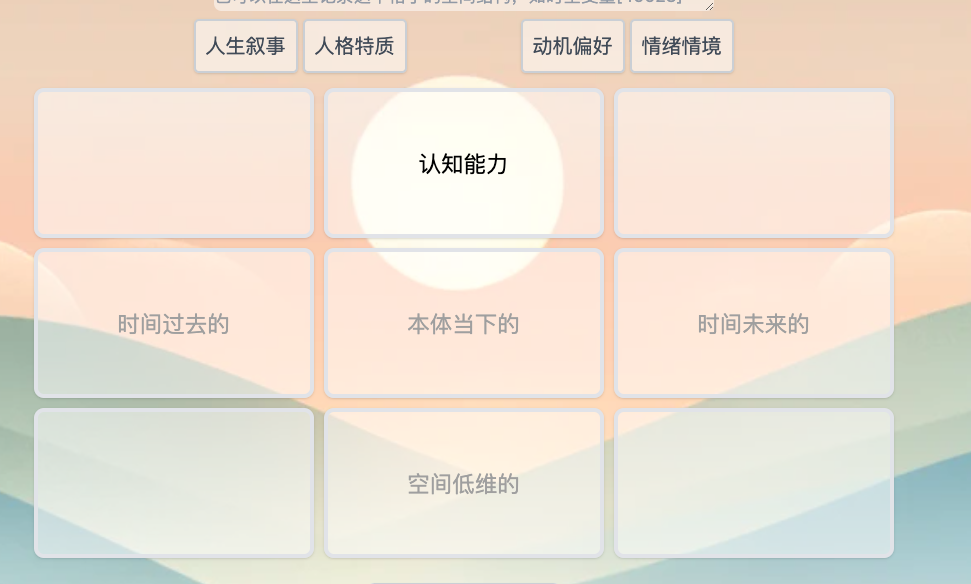 人生叙事 人格特质 动机偏好 情绪情境
认知能力
时间过去的 本体当下的 时间未来的
空间低维的